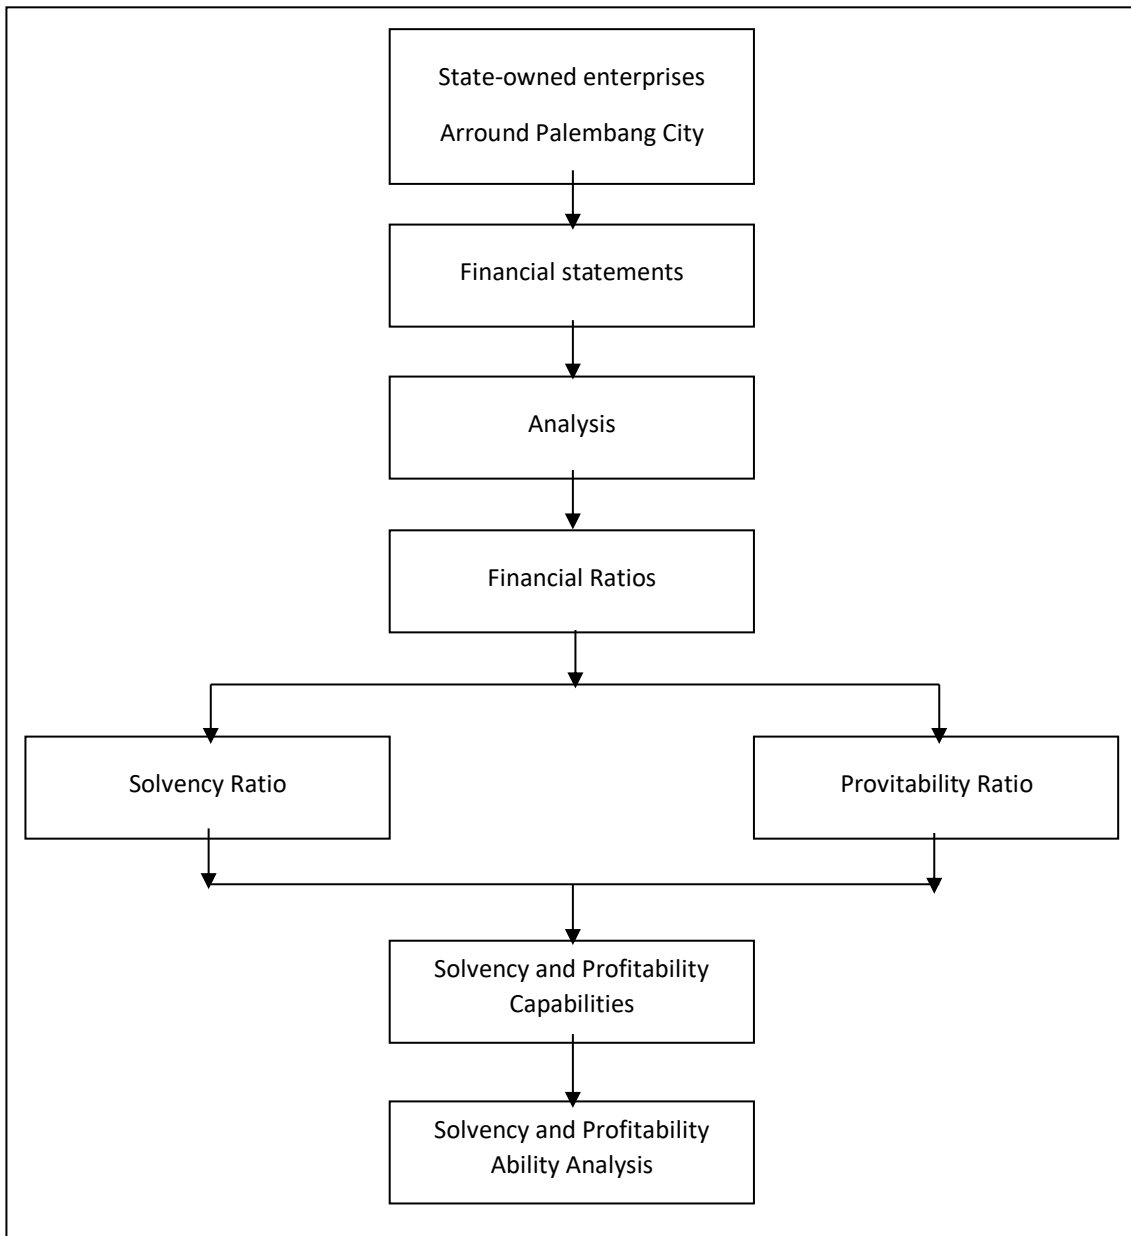 State-owned enterprises
Arround Palembang City
Financial statements
Analysis
Financial Ratios
Solvency Ratio
Provitability Ratio
Solvency and Profitability
Capabilities
Solvency and Profitability
Ability Analysis